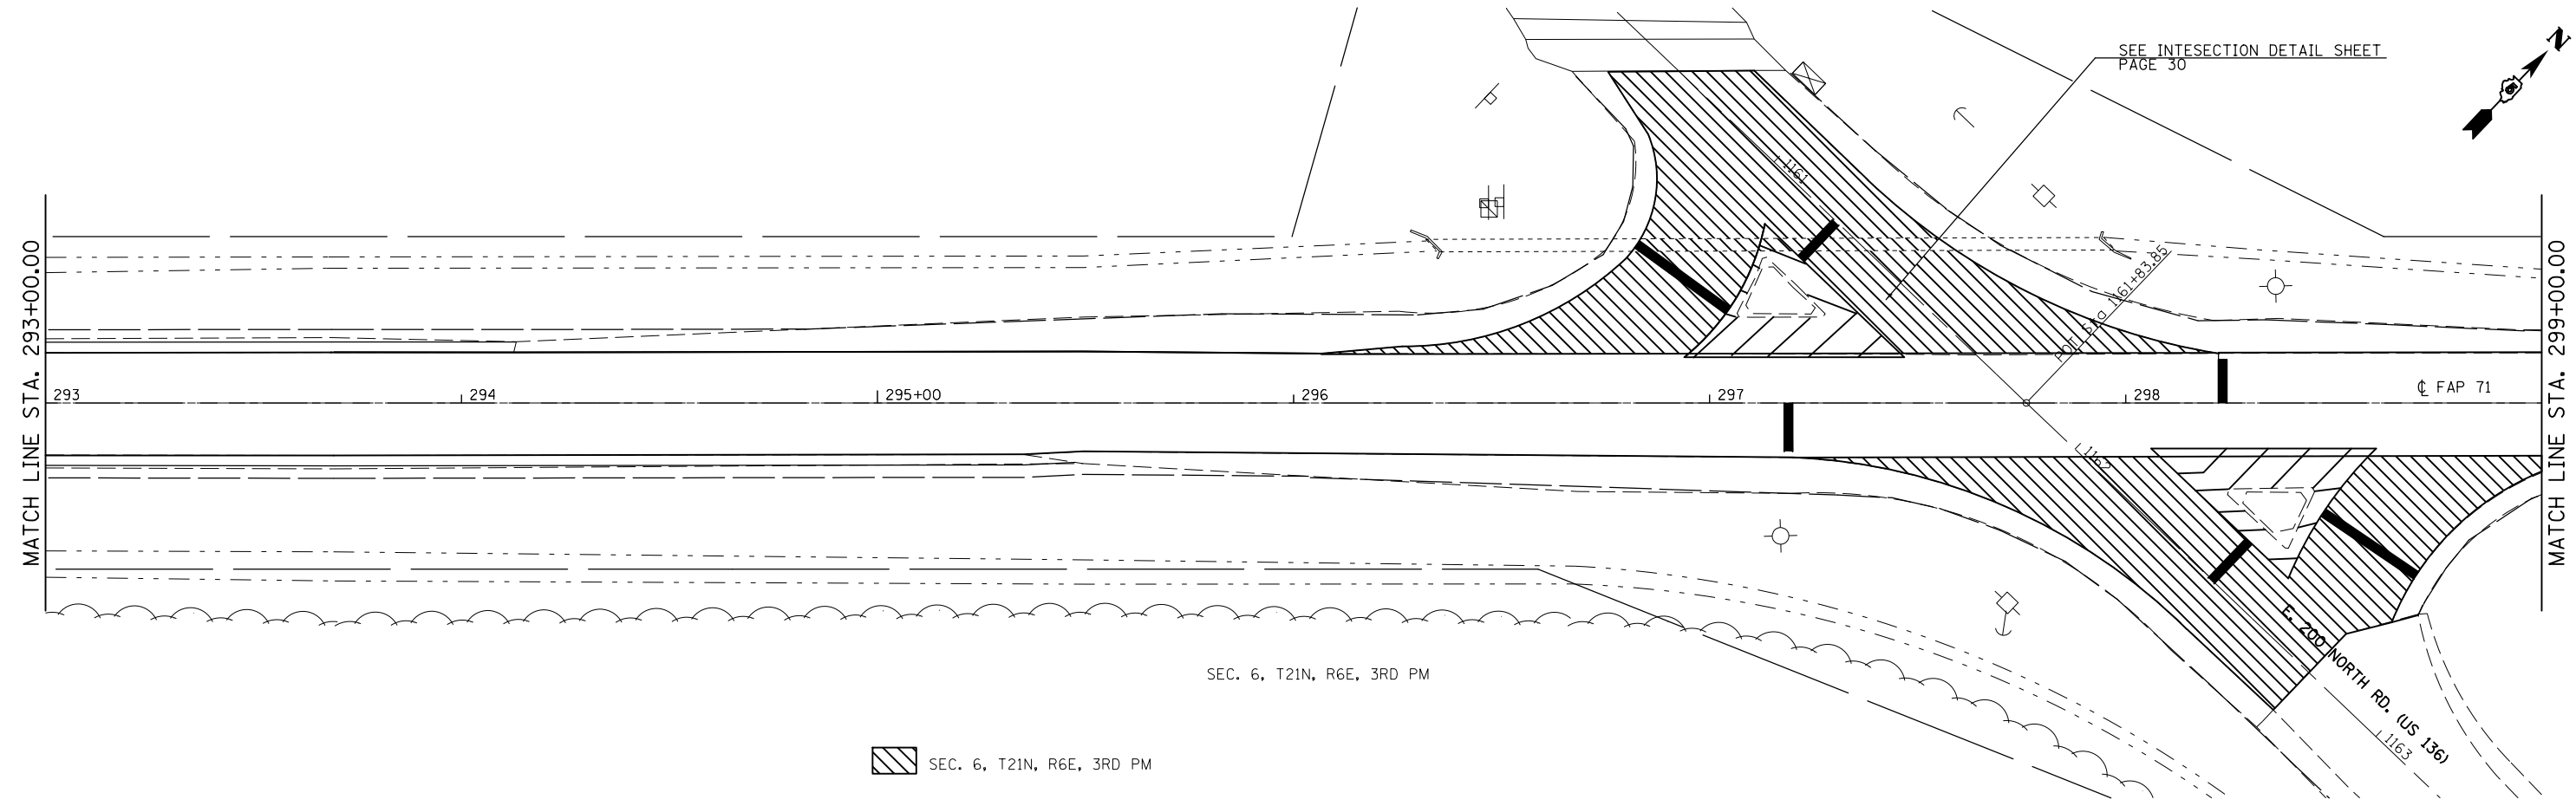 SEE INTESECTION DETAIL SHEET
PAGE 30
N
1161
MATCH LINE STA. 293+00.00
MATCH LINE STA. 299+00.00
POT Sta 1161+83.85
293
294
295+00
296
297
298
℄ FAP 71
1162
E. 200 NORTH RD. (US 136)
1163
SEC. 6, T21N, R6E, 3RD PM
SEC. 6, T21N, R6E, 3RD PM